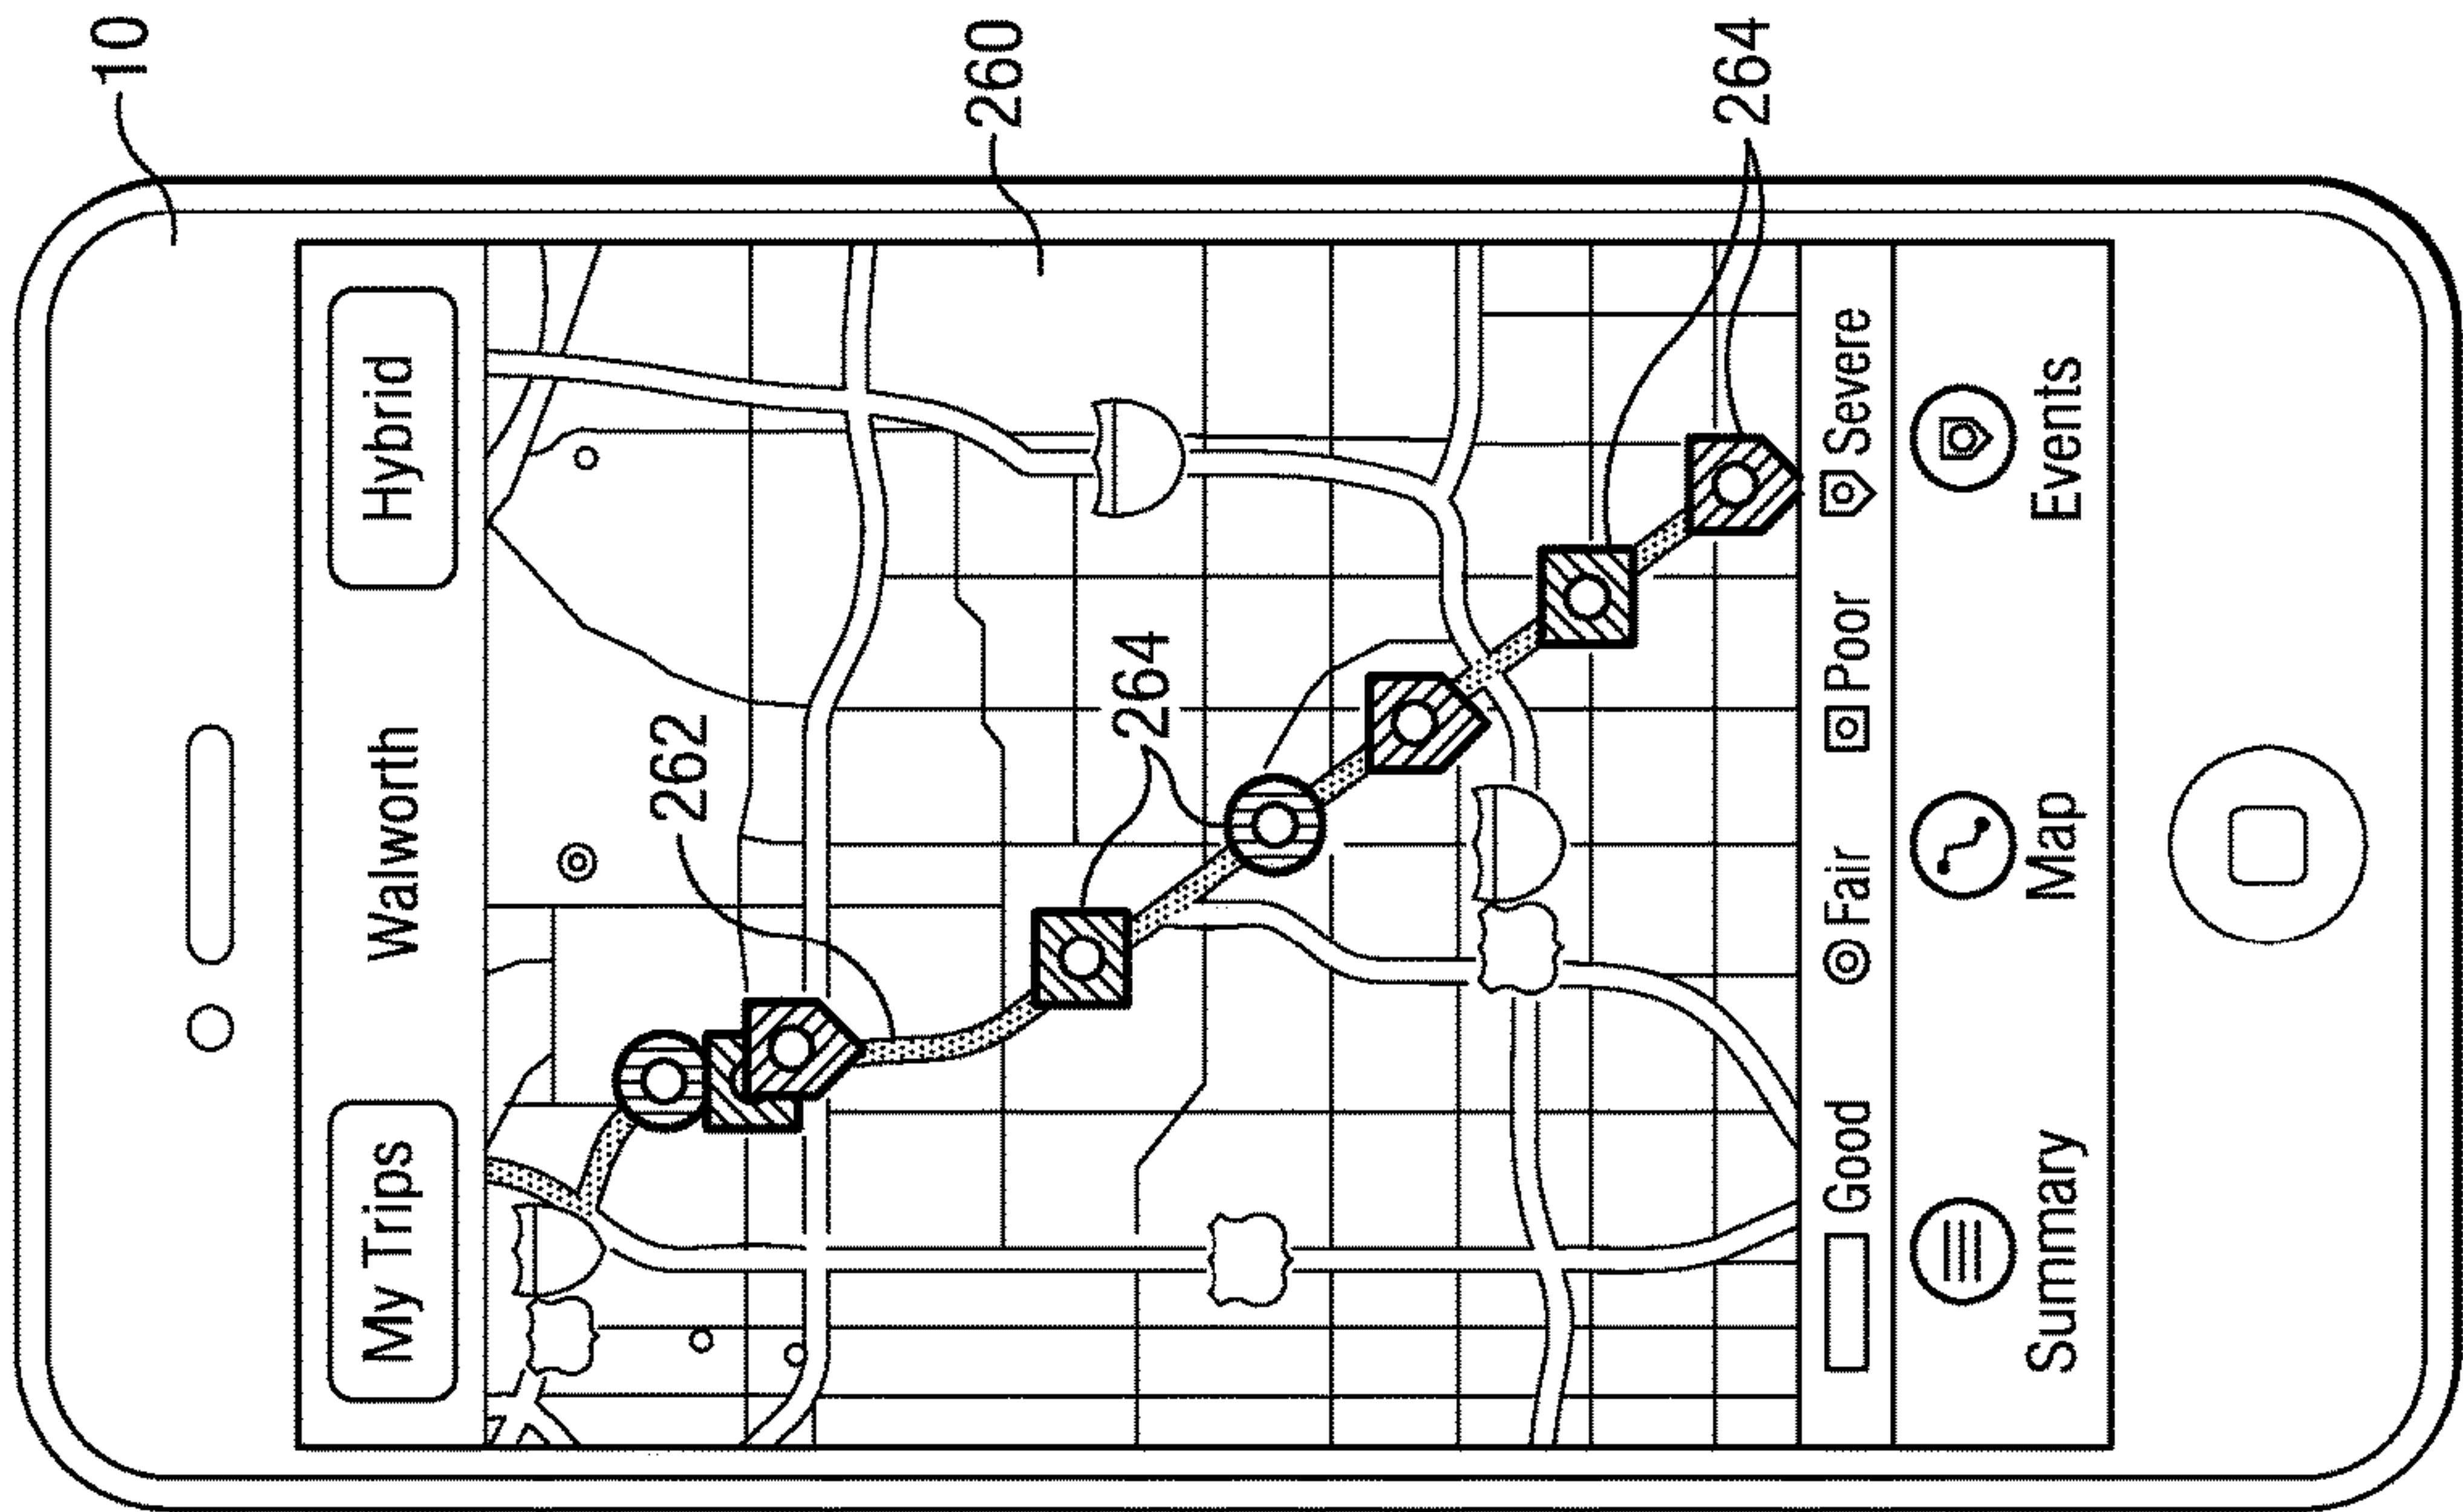 10
My Trips Walworth Hybrid
262
260
264
264
Good Fair Poor Severe
Summary Map Events